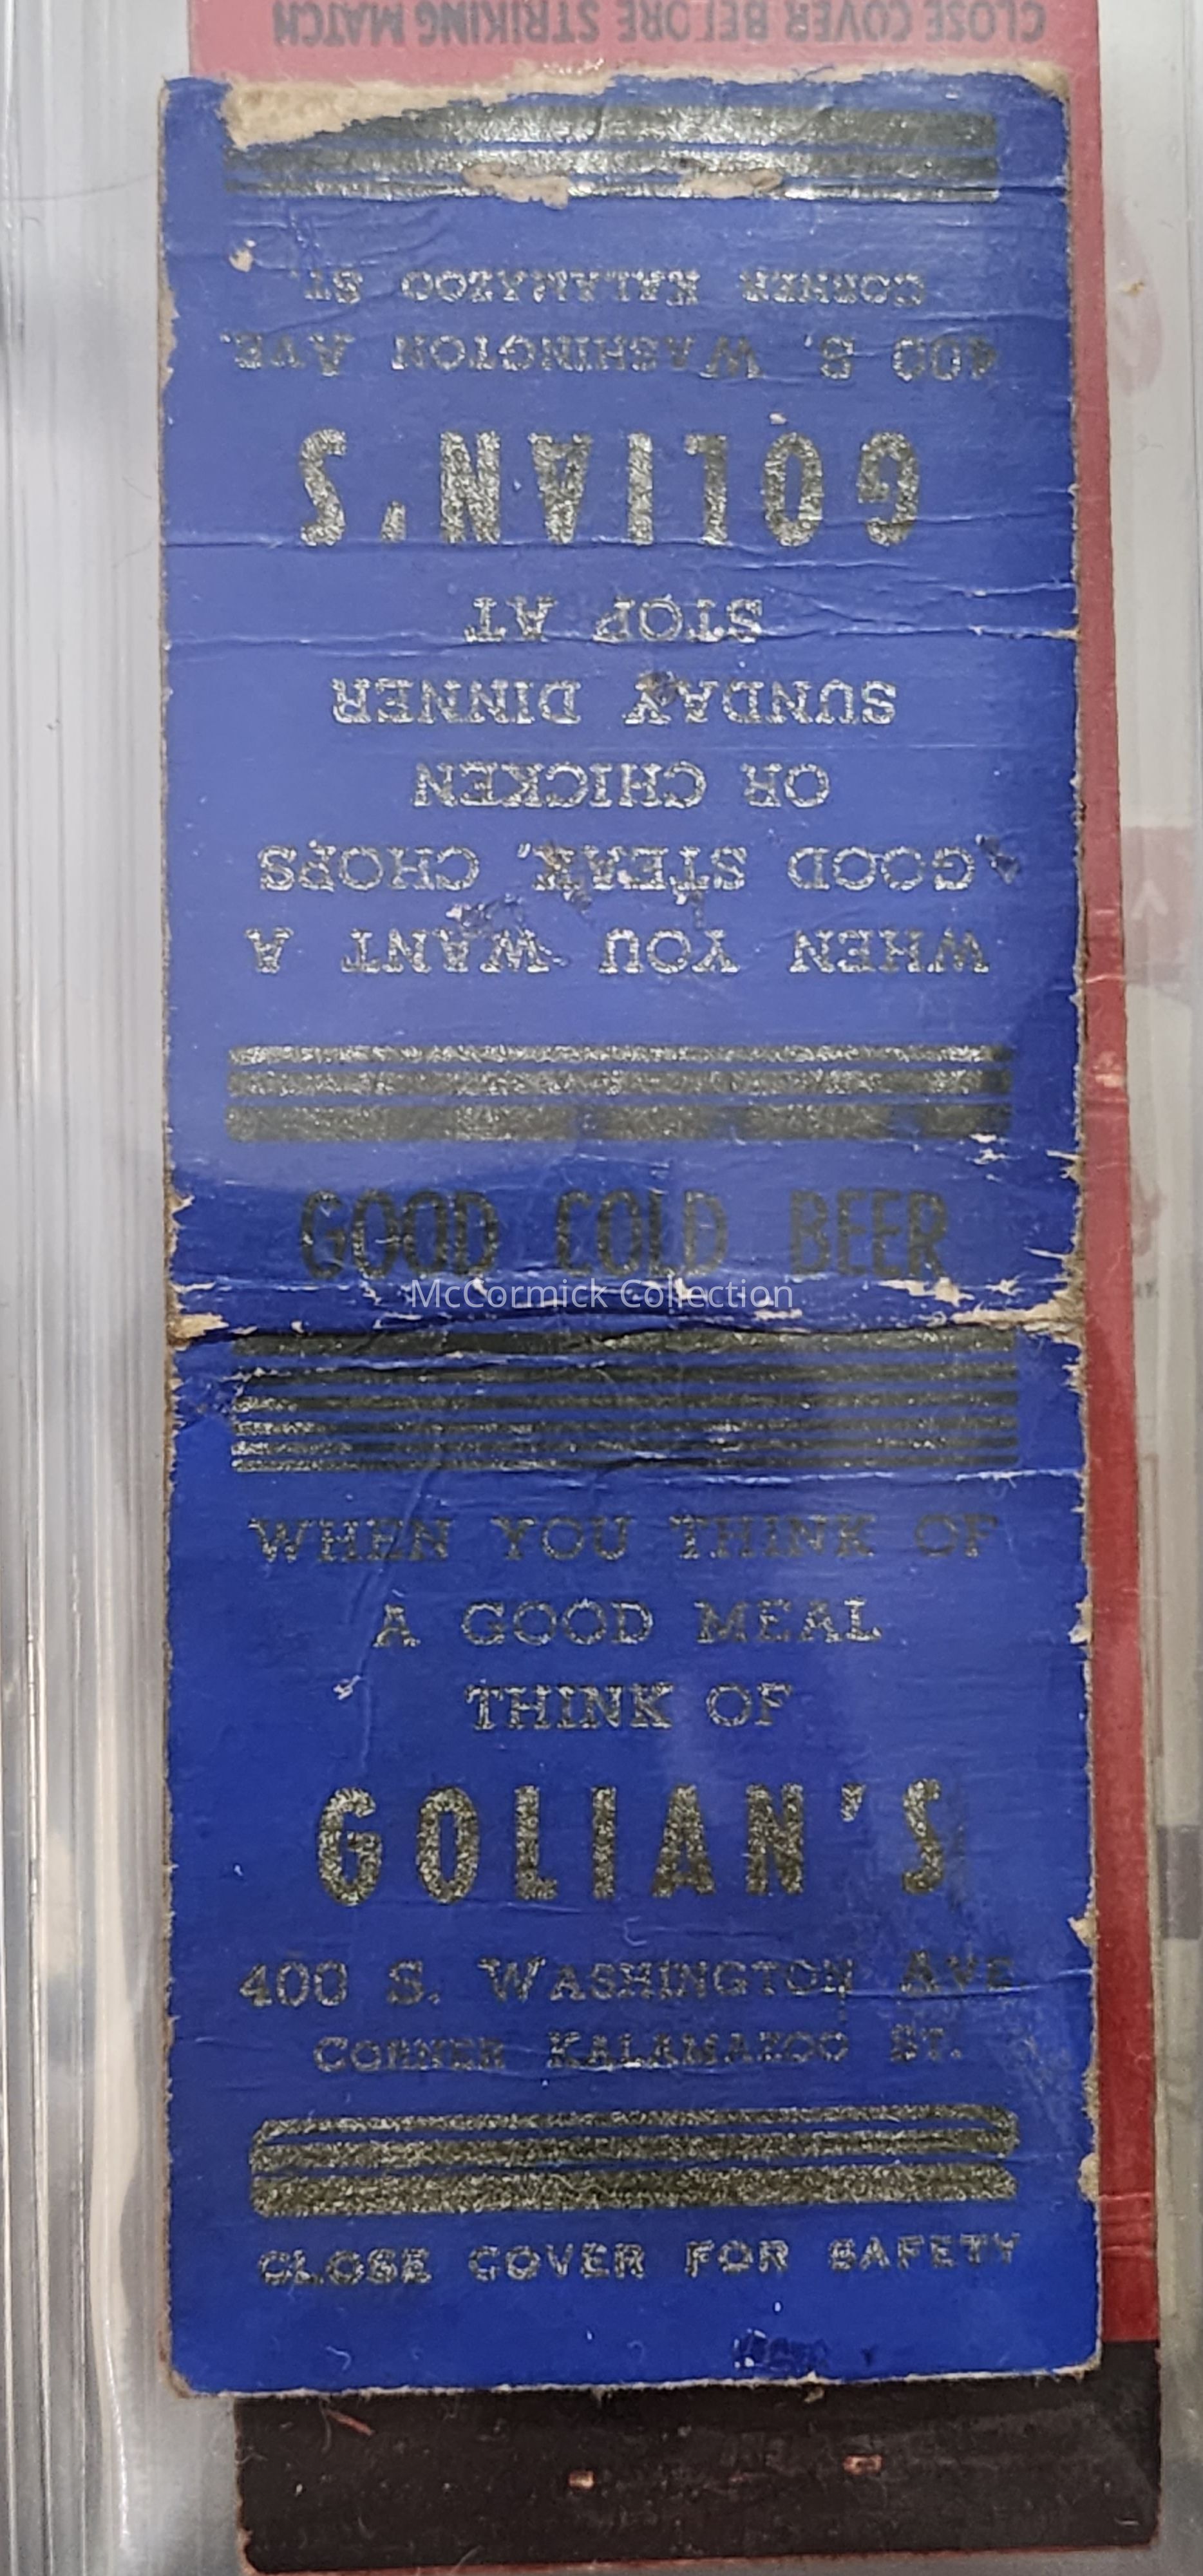 CLOSE COVER BEFORE STRIKING MATCH
CORNER KALAMAZOO ST.
400 S. WASHINGTON AVE.
GOLIAN'S
STOP AT
SUNDAY DINNER
OR CHICKEN
GOOD STEAK, CHOPS
WHEN YOU WANT A
GOOD COLD BEER
McCormick Collection
WHEN YOU THINK OF
A GOOD MEAL
THINK OF
GOLIAN'S
400 S. WASHINGTON AVE
CORNER KALAMAZOO ST.
CLOSE COVER FOR SAFETY